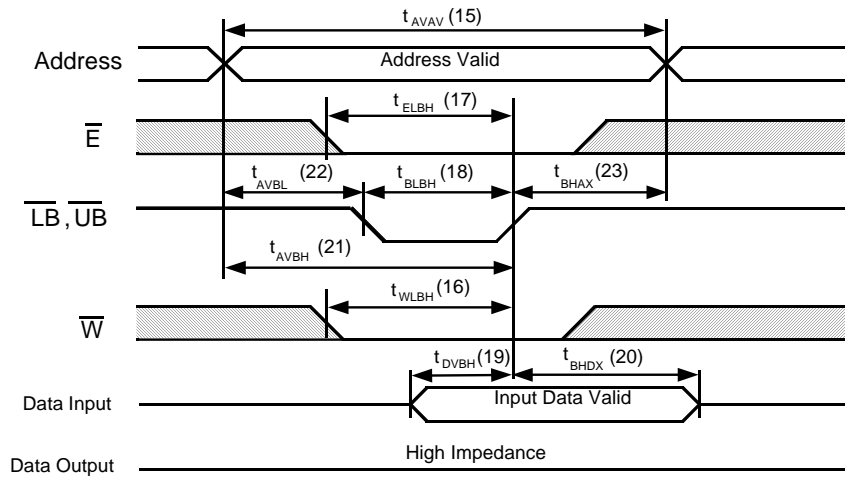 t AVAV (15)
Address
Address Valid
t ELBH (17)
E
t AVBL (22)
t BLBH (18)
t BHAX (23)
LB , UB
t AVBH (21)
t WLBH (16)
W
t DVBH (19)
t BHDX (20)
Data Input
Input Data Valid
High Impedance
Data Output